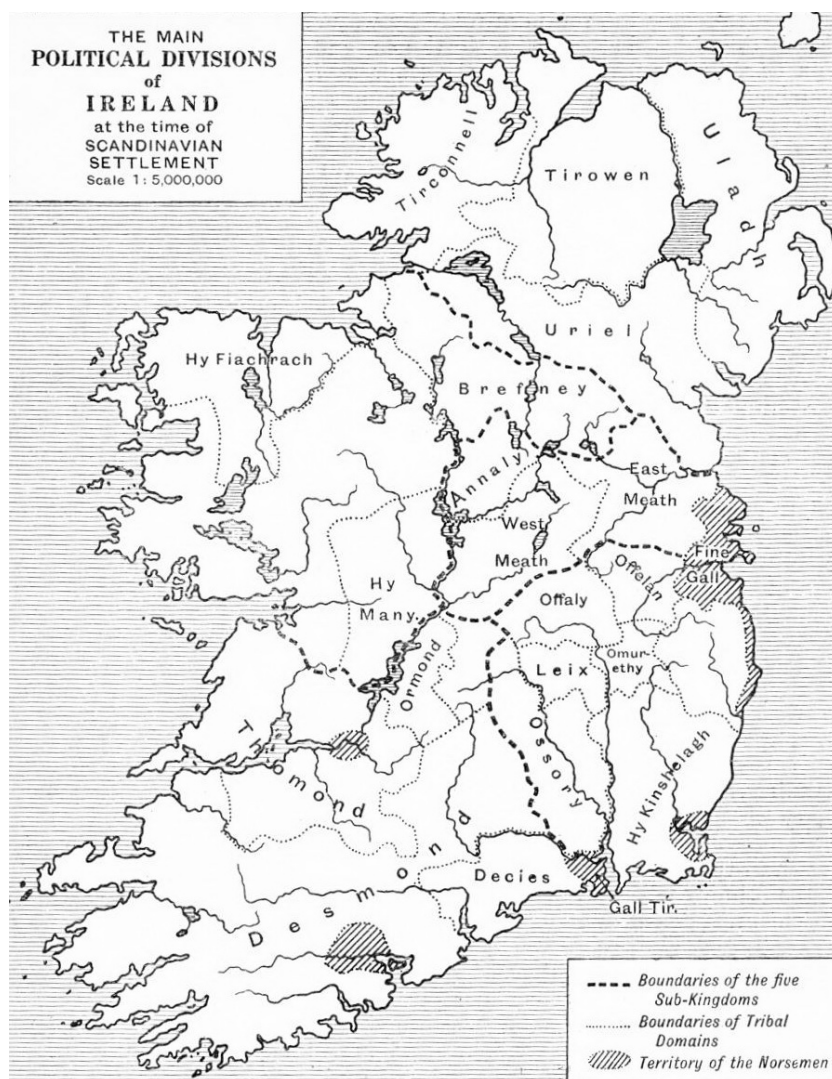 THE MAIN
POLITICAL DIVISIONS
of
IRELAND
at the time of
SCANDINAVIAN
SETTLEMENT
Scale 1:5,000,000
Tirconnell
Tirowen
Uladh
Uriel
Hy Fiachrach
Brefney
Annaly
East
Meath
West
Meath
Fine
Gall
Offelan
Offaly
Hy
Many
Ormond
Leix
Omur-
ethy
Ossory
Thomond
Hy Kinshelagh
Desmond
Decies
Gall Tir.
Boundaries of the five
Sub-Kingdoms
Boundaries of Tribal
Domains
Territory of the Norsemen